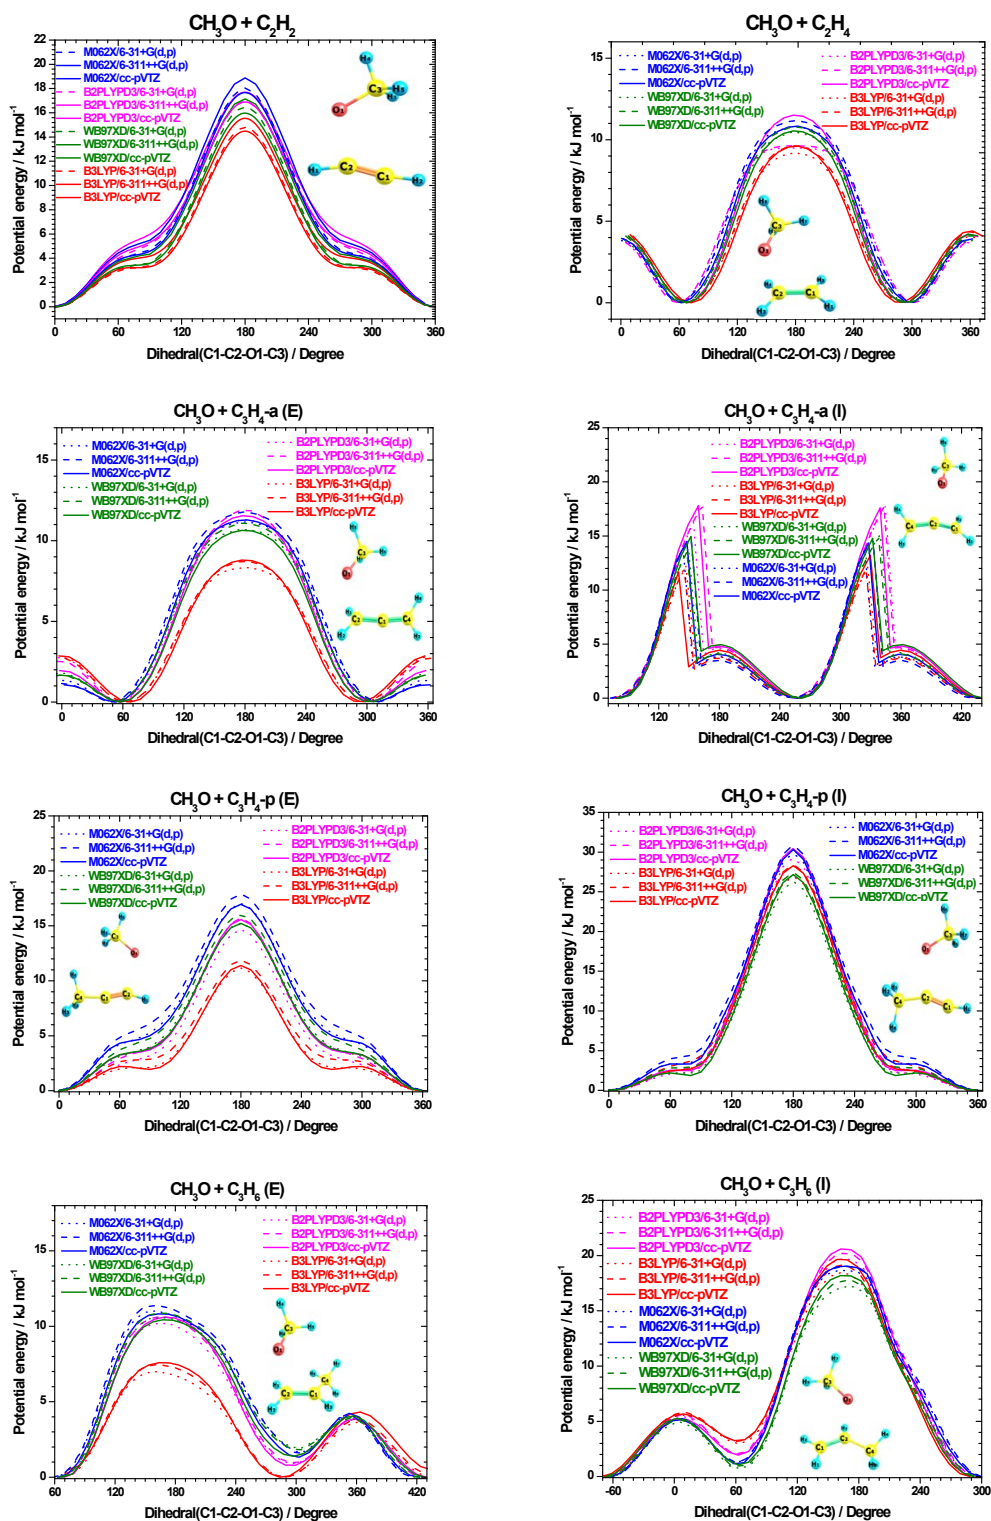 CH3O + C2H2
22
20
18
16
14
12
10
8
6
4
2
0
Potential energy / kJ mol-1
M062X/6-31+G(d,p)
M062X/6-311++G(d,p)
M062X/cc-pVTZ
B2PLYPD3/6-31+G(d,p)
B2PLYPD3/6-311++G(d,p)
B2PLYPD3/cc-pVTZ
WB97XD/6-31+G(d,p)
WB97XD/6-311++G(d,p)
WB97XD/cc-pVTZ
B3LYP/6-31+G(d,p)
B3LYP/6-311++G(d,p)
B3LYP/cc-pVTZ
0 60 120 180 240 300 360
Dihedral(C1-C2-O1-C3) / Degree
CH3O + C2H4
15
10
5
0
Potential energy / kJ mol-1
M062X/6-31+G(d,p)
M062X/6-311++G(d,p)
M062X/cc-pVTZ
WB97XD/6-31+G(d,p)
WB97XD/6-311++G(d,p)
WB97XD/cc-pVTZ
B2PLYPD3/6-31+G(d,p)
B2PLYPD3/6-311++G(d,p)
B2PLYPD3/cc-pVTZ
B3LYP/6-31+G(d,p)
B3LYP/6-311++G(d,p)
B3LYP/cc-pVTZ
0 60 120 180 240 300 360
Dihedral(C1-C2-O1-C3) / Degree
CH3O + C3H4-a (E)
15
10
5
0
Potential energy / kJ mol-1
M062X/6-31+G(d,p)
M062X/6-311++G(d,p)
M062X/cc-pVTZ
WB97XD/6-31+G(d,p)
WB97XD/6-311++G(d,p)
WB97XD/cc-pVTZ
B2PLYPD3/6-31+G(d,p)
B2PLYPD3/6-311++G(d,p)
B2PLYPD3/cc-pVTZ
B3LYP/6-31+G(d,p)
B3LYP/6-311++G(d,p)
B3LYP/cc-pVTZ
0 60 120 180 240 300 360
Dihedral(C1-C2-O1-C3) / Degree
CH3O + C3H4-a (I)
25
20
15
10
5
0
Potential energy / kJ mol-1
B2PLYPD3/6-31+G(d,p)
B2PLYPD3/6-311++G(d,p)
B2PLYPD3/cc-pVTZ
B3LYP/6-31+G(d,p)
B3LYP/6-311++G(d,p)
B3LYP/cc-pVTZ
WB97XD/6-31+G(d,p)
WB97XD/6-311++G(d,p)
WB97XD/cc-pVTZ
M062X/6-31+G(d,p)
M062X/6-311++G(d,p)
M062X/cc-pVTZ
120 180 240 300 360 420
Dihedral(C1-C2-O1-C3) / Degree
CH3O + C3H4-p (E)
25
20
15
10
5
0
Potential energy / kJ mol-1
M062X/6-31+G(d,p)
M062X/6-311++G(d,p)
M062X/cc-pVTZ
WB97XD/6-31+G(d,p)
WB97XD/6-311++G(d,p)
WB97XD/cc-pVTZ
B2PLYPD3/6-31+G(d,p)
B2PLYPD3/6-311++G(d,p)
B2PLYPD3/cc-pVTZ
B3LYP/6-31+G(d,p)
B3LYP/6-311++G(d,p)
B3LYP/cc-pVTZ
0 60 120 180 240 300 360
Dihedral(C1-C2-O1-C3) / Degree
CH3O + C3H4-p (I)
35
30
25
20
15
10
5
0
Potential energy / kJ mol-1
B2PLYPD3/6-31+G(d,p)
B2PLYPD3/6-311++G(d,p)
B2PLYPD3/cc-pVTZ
B3LYP/6-31+G(d,p)
B3LYP/6-311++G(d,p)
B3LYP/cc-pVTZ
M062X/6-31+G(d,p)
M062X/6-311++G(d,p)
M062X/cc-pVTZ
WB97XD/6-31+G(d,p)
WB97XD/6-311++G(d,p)
WB97XD/cc-pVTZ
0 60 120 180 240 300 360
Dihedral(C1-C2-O1-C3) / Degree
CH3O + C3H6 (E)
15
10
5
0
Potential energy / kJ mol-1
M062X/6-31+G(d,p)
M062X/6-311++G(d,p)
M062X/cc-pVTZ
WB97XD/6-31+G(d,p)
WB97XD/6-311++G(d,p)
WB97XD/cc-pVTZ
B2PLYPD3/6-31+G(d,p)
B2PLYPD3/6-311++G(d,p)
B2PLYPD3/cc-pVTZ
B3LYP/6-31+G(d,p)
B3LYP/6-311++G(d,p)
B3LYP/cc-pVTZ
60 120 180 240 300 360 420
Dihedral(C1-C2-O1-C3) / Degree
CH3O + C3H6 (I)
25
20
15
10
5
0
Potential energy / kJ mol-1
B2PLYPD3/6-31+G(d,p)
B2PLYPD3/6-311++G(d,p)
B2PLYPD3/cc-pVTZ
B3LYP/6-31+G(d,p)
B3LYP/6-311++G(d,p)
B3LYP/cc-pVTZ
M062X/6-31+G(d,p)
M062X/6-311++G(d,p)
M062X/cc-pVTZ
WB97XD/6-31+G(d,p)
WB97XD/6-311++G(d,p)
WB97XD/cc-pVTZ
-60 0 60 120 180 240 300
Dihedral(C1-C2-O1-C3) / Degree